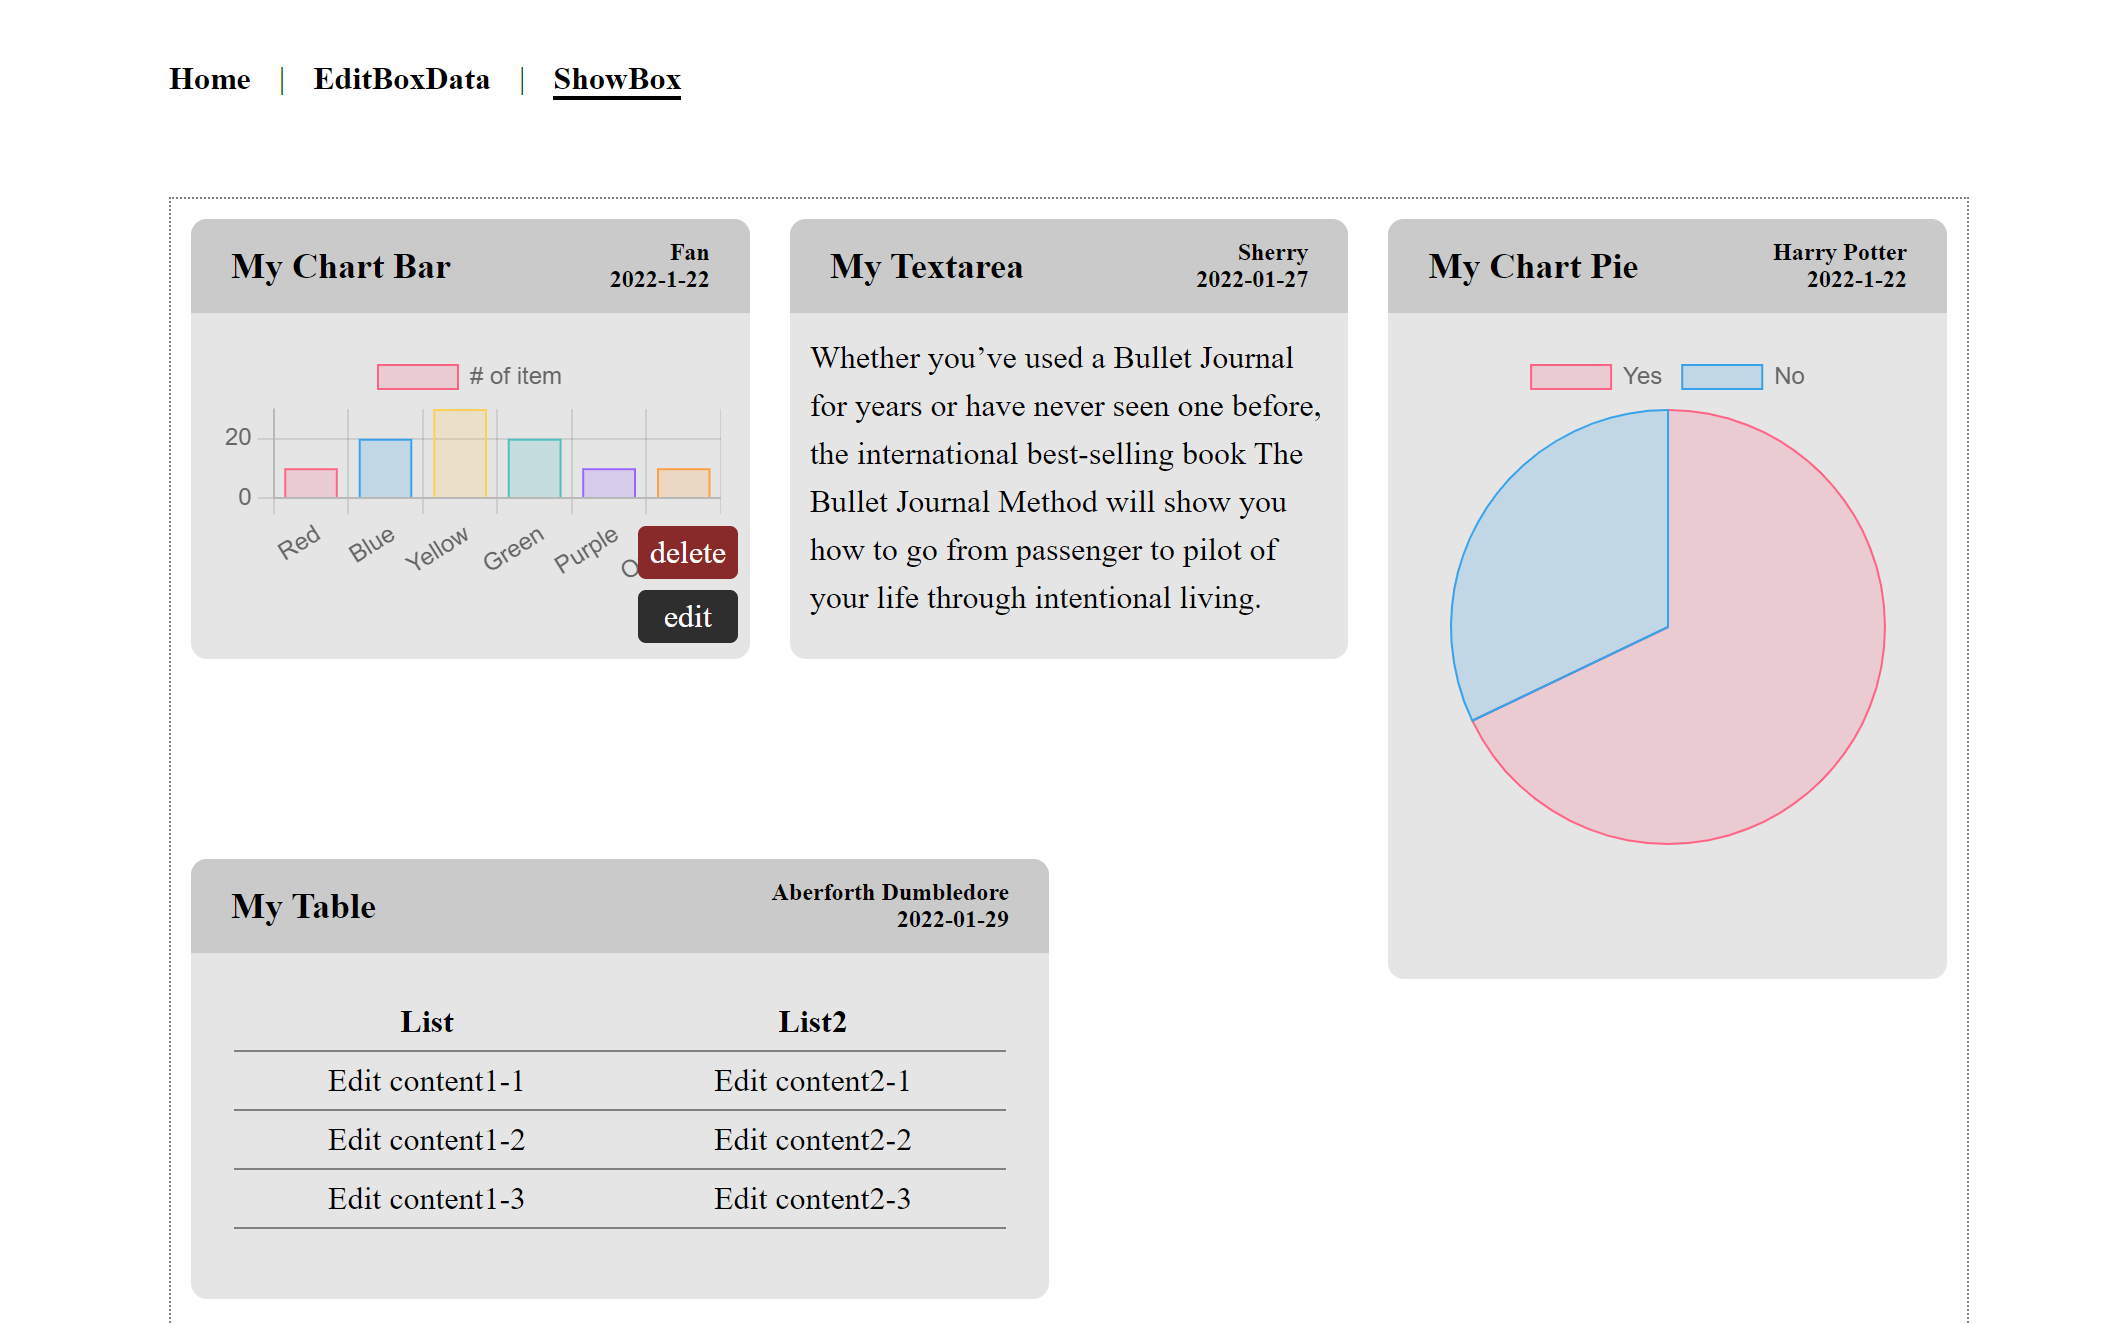 Home | EditBoxData | ShowBox
My Chart Bar
Fan
2022-1-22
# of item
20
0
Red Blue Yellow Green Purple
delete
edit
My Textarea
Sherry
2022-01-27
Whether you’ve used a Bullet Journal
for years or have never seen one before,
the international best-selling book The
Bullet Journal Method will show you
how to go from passenger to pilot of
your life through intentional living.
My Chart Pie
Harry Potter
2022-1-22
Yes No
My Table
Aberforth Dumbledore
2022-01-29
List List2
Edit content1-1 Edit content2-1
Edit content1-2 Edit content2-2
Edit content1-3 Edit content2-3